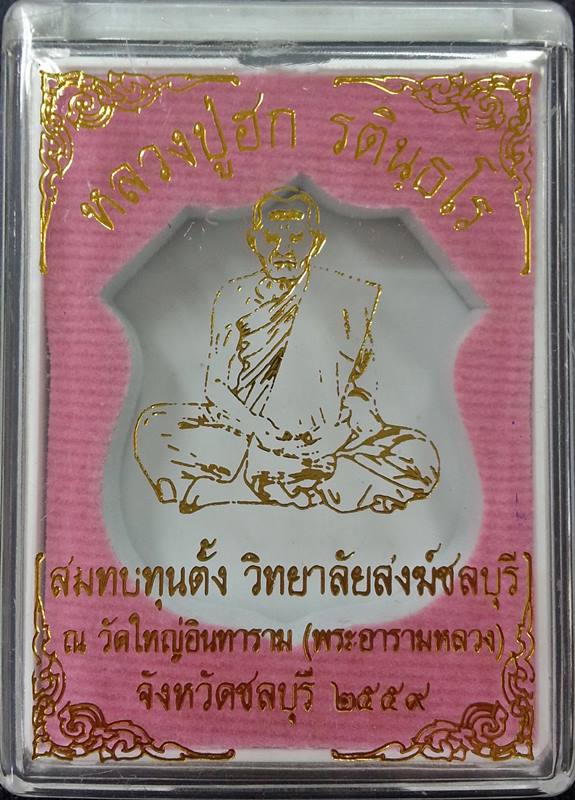 หลวงปู่ฮก รตินฺธโร
สมทบทุนตั้ง วิทยาลัยสงฆ์ชลบุรี
ณ วัดใหญ่อินทาราม (พระอารามหลวง)
จังหวัดชลบุรี ๒๕๕๙